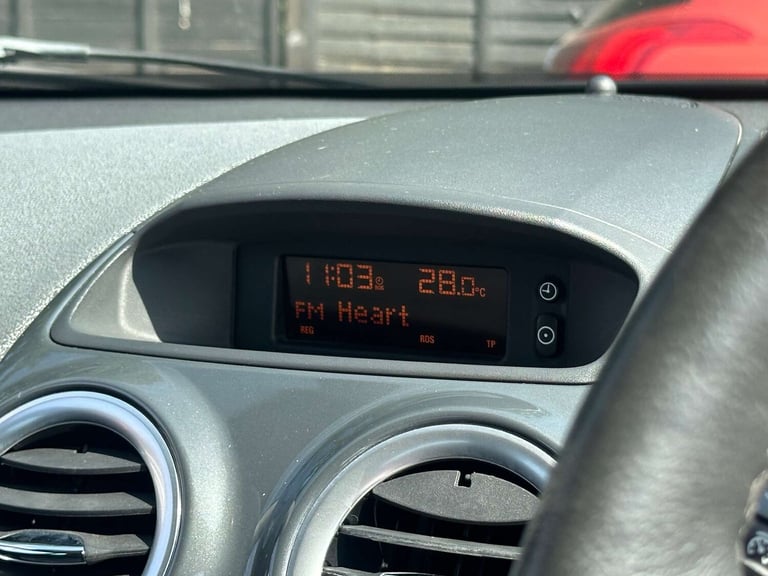 11:03 28.0°C
FM Heart
REG RDS TP